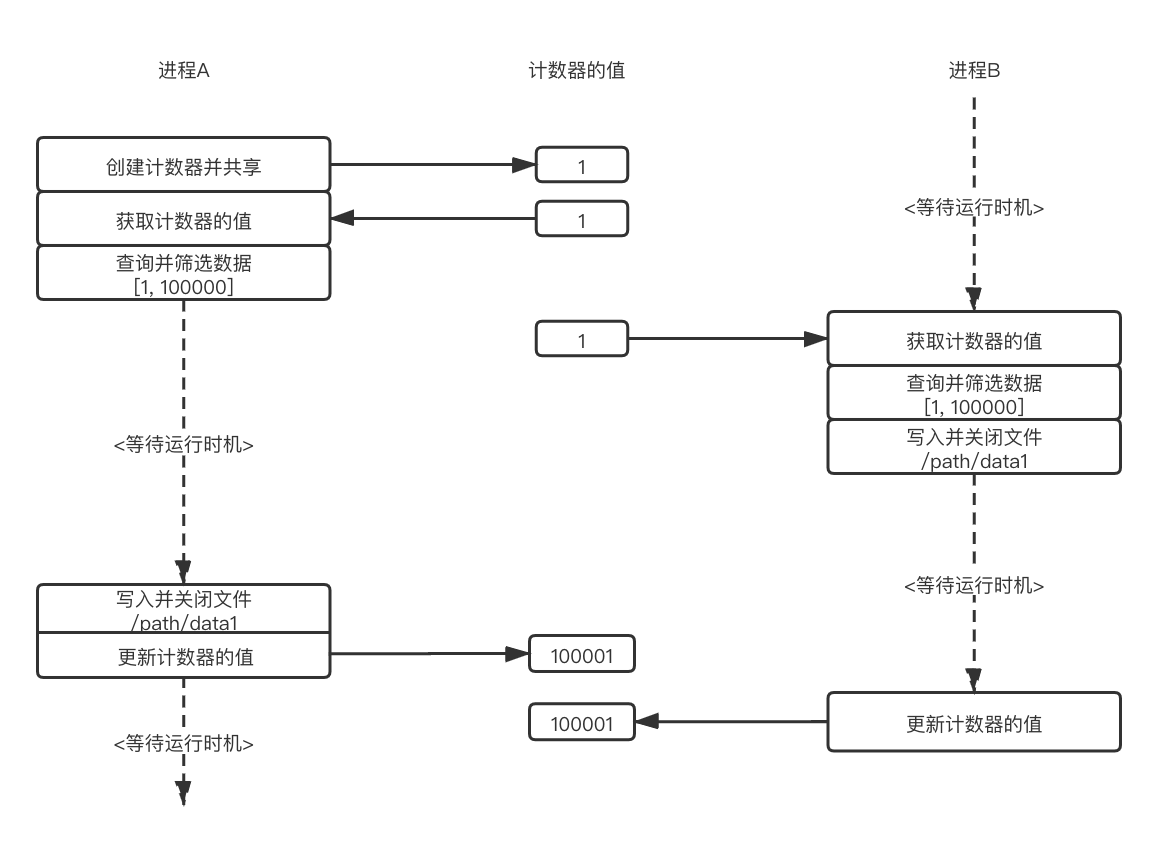 进程A
计数器的值
进程B
创建计数器并共享
1
获取计数器的值
1
<等待运行时机>
查询并筛选数据
[1, 100000]
1
获取计数器的值
查询并筛选数据
[1, 100000]
<等待运行时机>
写入并关闭文件
/path/data1
<等待运行时机>
写入并关闭文件
/path/data1
更新计数器的值
100001
100001
更新计数器的值
<等待运行时机>